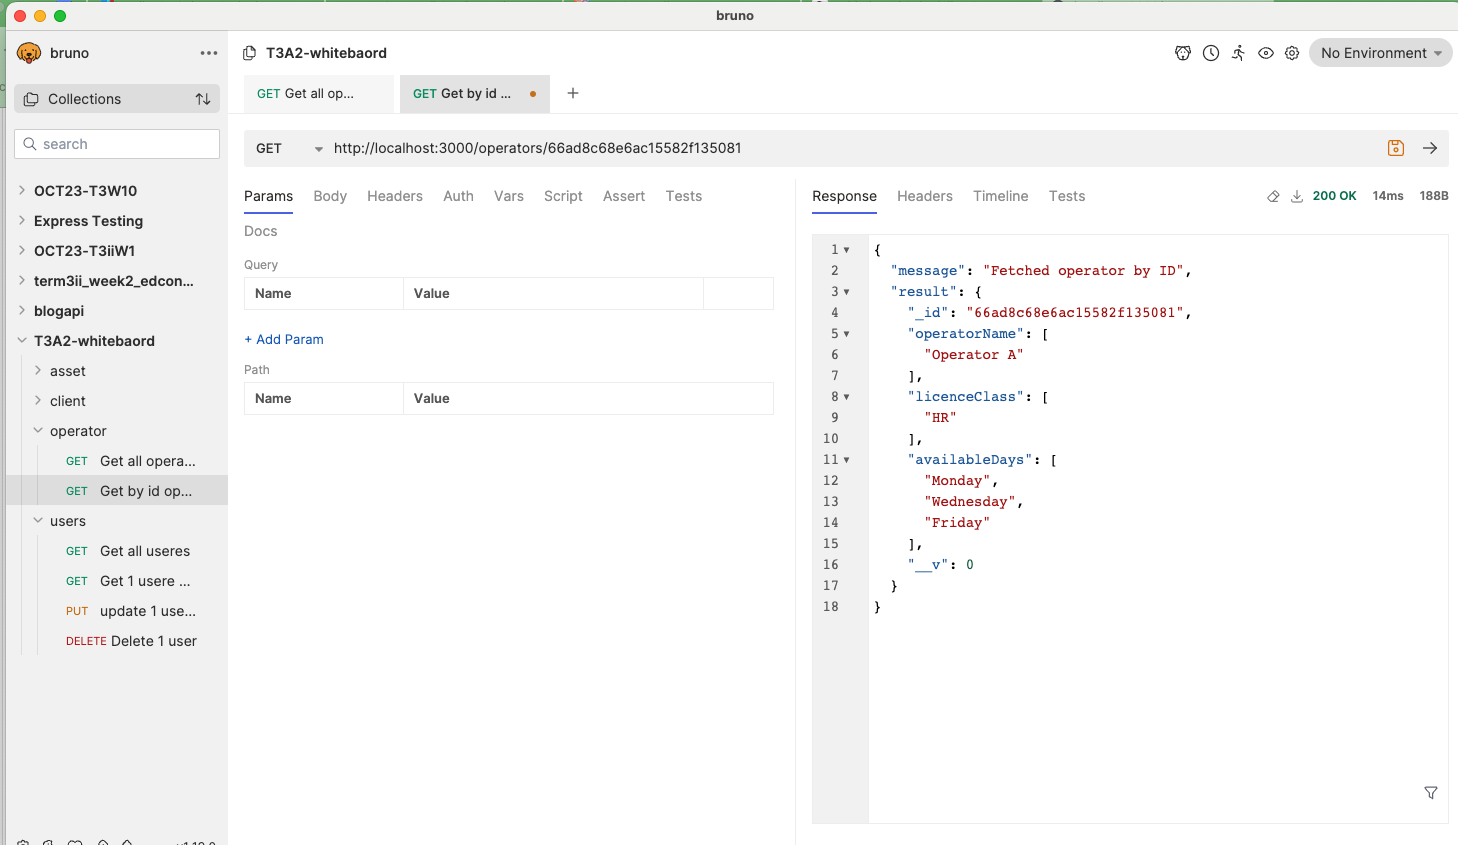 bruno
bruno
Collections
search
OCT23-T3W10
Express Testing
OCT23-T3iiW1
term3ii_week2_edcon...
blogapi
T3A2-whitebaord
asset
client
operator
GET Get all opera...
GET Get by id op...
users
GET Get all useres
GET Get 1 usere ...
PUT update 1 use...
DELETE Delete 1 user
T3A2-whitebaord
No Environment
GET Get all op...
GET Get by id ...
GET http://localhost:3000/operators/66ad8c68e6ac15582f135081
Params Body Headers Auth Vars Script Assert Tests
Docs
Query
Name Value
+ Add Param
Path
Name Value
Response Headers Timeline Tests
200 OK 14ms 188B
1 {
2 "message": "Fetched operator by ID",
3 "result": {
4 "_id": "66ad8c68e6ac15582f135081",
5 "operatorName": [
6 "Operator A"
7 ],
8 "licenceClass": [
9 "HR"
10 ],
11 "availableDays": [
12 "Monday",
13 "Wednesday",
14 "Friday"
15 ],
16 "__v": 0
17 }
18 }